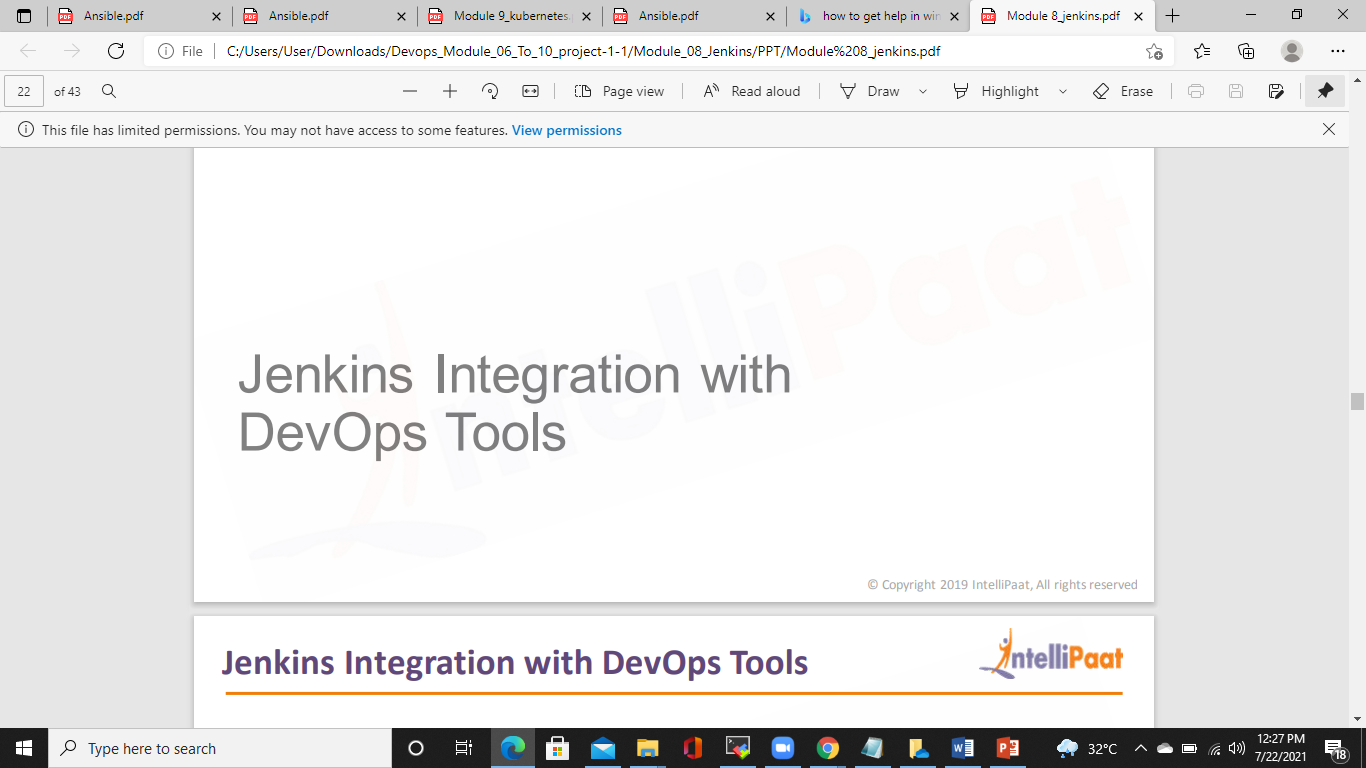 Ansible.pdf
Ansible.pdf
Module 9_kubernetes.
Ansible.pdf
how to get help in win
Module 8_jenkins.pdf
File
C:/Users/User/Downloads/Devops_Module_06_To_10_project-1-1/Module_08_Jenkins/PPT/Module%208_jenkins.pdf
22 of 43
Page view
Read aloud
Draw
Highlight
Erase
This file has limited permissions. You may not have access to some features. View permissions
IntelliPaat
Jenkins Integration with
DevOps Tools
© Copyright 2019 IntelliPaat, All rights reserved
Jenkins Integration with DevOps Tools
IntelliPaat
Type here to search
32°C
12:27 PM
7/22/2021
18